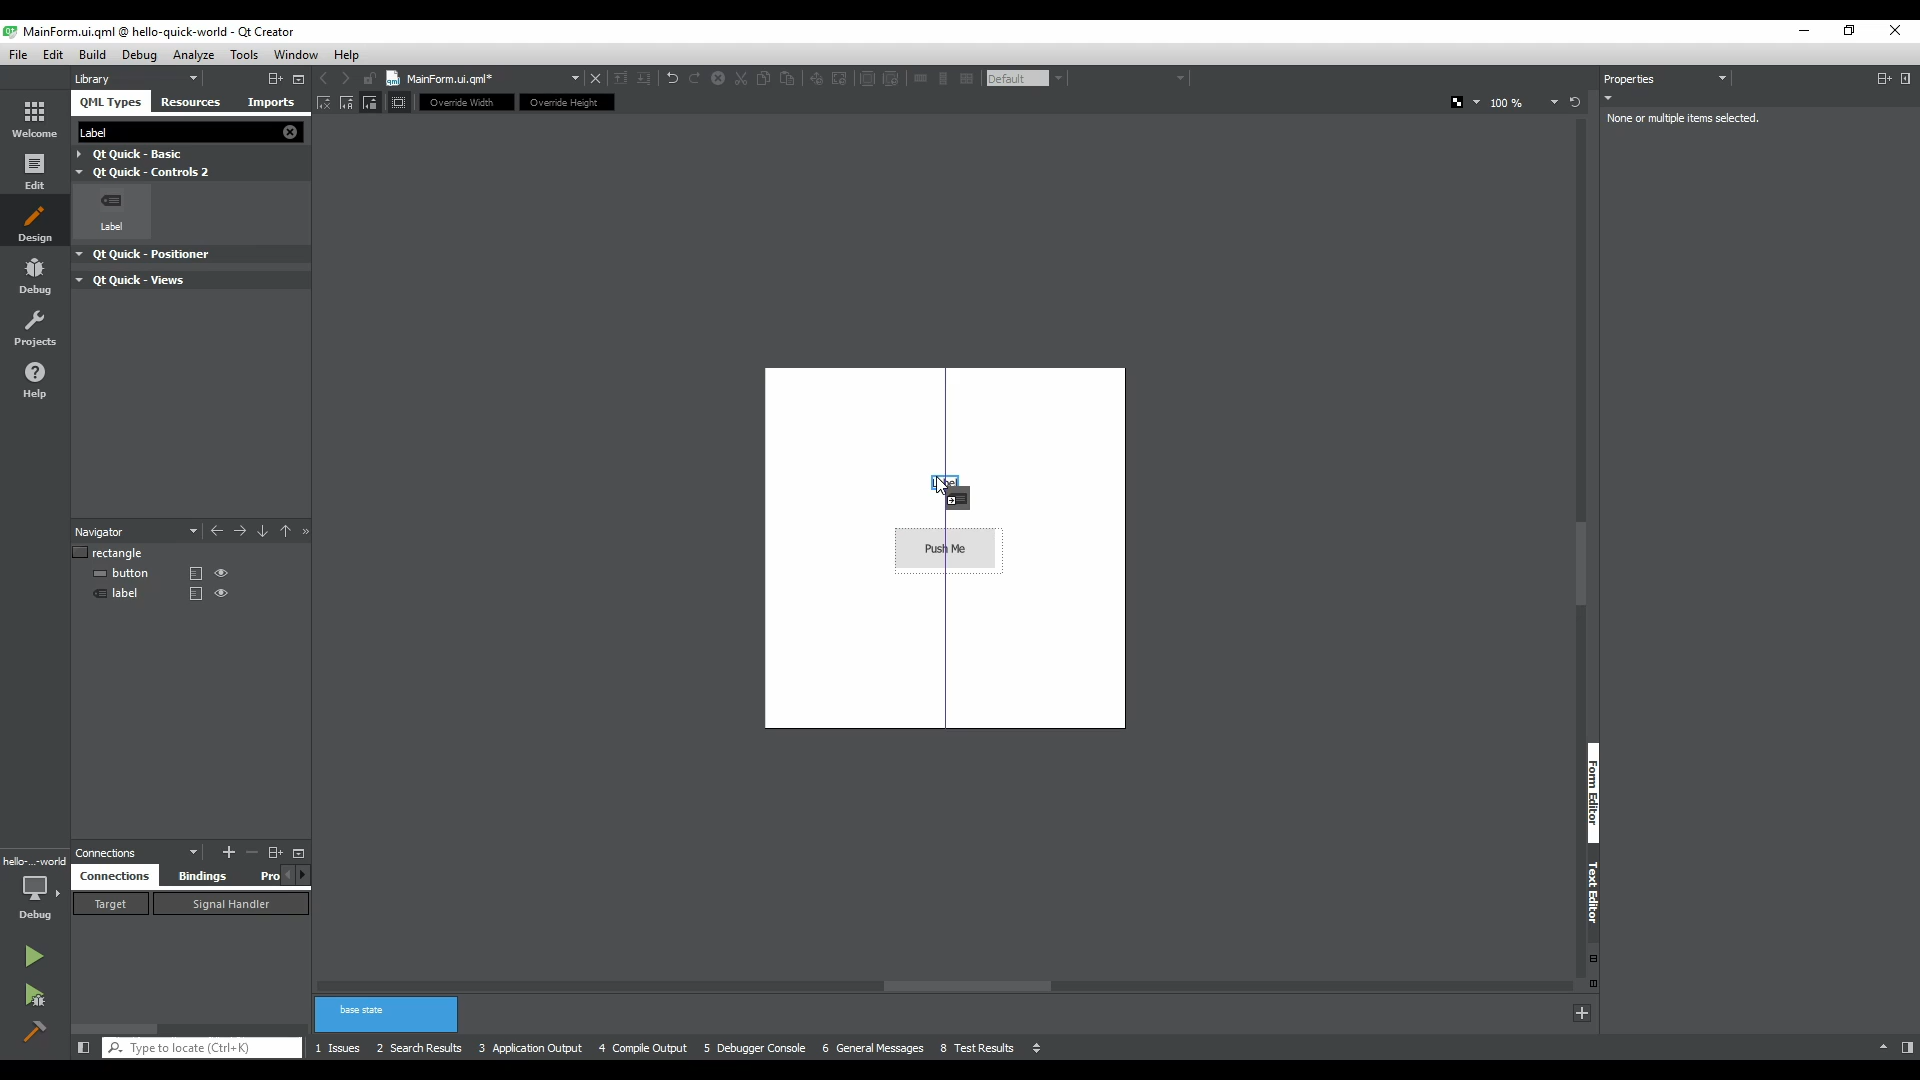 MainForm.ui.qml @ hello-quick-world - Qt Creator
File Edit Build Debug Analyze Tools Window Help
Library
MainForm.ui.qml*
Default
Properties
QML Types Resources Imports
Override Width Override Height
100 %
None or multiple items selected.
Label
Welcome
Qt Quick - Basic
Qt Quick - Controls 2
Edit
Label
Design
Qt Quick - Positioner
Qt Quick - Views
Debug
Projects
Help
Push Me
Navigator
rectangle
button
label
Form Editor
Text Editor
Connections
hello-...-world
Connections Bindings Pro
Target Signal Handler
Debug
base state
Type to locate (Ctrl+K)
1 Issues 2 Search Results 3 Application Output 4 Compile Output 5 Debugger Console 6 General Messages 8 Test Results